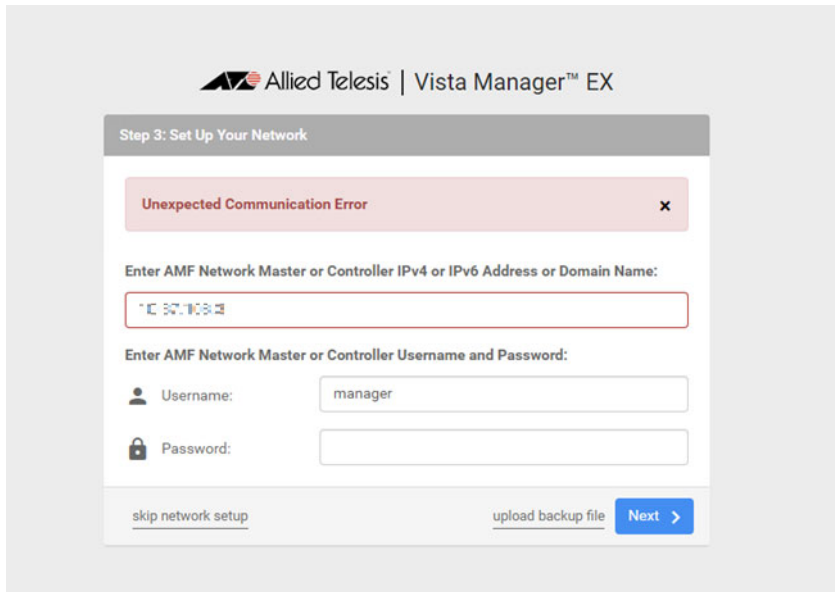 Allied Telesis | Vista Manager™ EX
Step 3: Set Up Your Network
Unexpected Communication Error ×
Enter AMF Network Master or Controller IPv4 or IPv6 Address or Domain Name:
Enter AMF Network Master or Controller Username and Password:
Username: manager
Password:
skip network setup upload backup file Next >